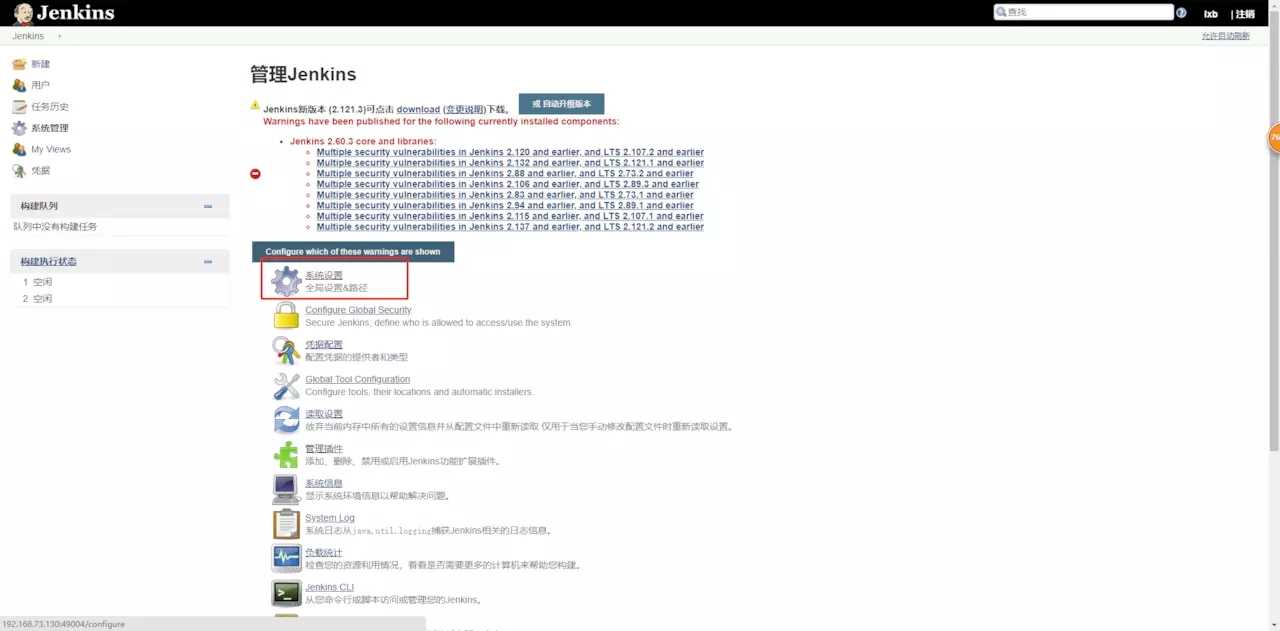 Jenkins
查找
lxb
| 注销
Jenkins
允许自动刷新
新建
用户
任务历史
系统管理
My Views
凭据
构建队列
队列中没有构建任务
构建执行状态
1 空闲
2 空闲
管理Jenkins
Jenkins新版本 (2.121.3)可点击 download (变更说明)下载。
或 自动升级版本
Warnings have been published for the following currently installed components:
Jenkins 2.60.3 core and libraries:
Multiple security vulnerabilities in Jenkins 2.120 and earlier, and LTS 2.107.2 and earlier
Multiple security vulnerabilities in Jenkins 2.132 and earlier, and LTS 2.121.1 and earlier
Multiple security vulnerabilities in Jenkins 2.88 and earlier, and LTS 2.73.2 and earlier
Multiple security vulnerabilities in Jenkins 2.106 and earlier, and LTS 2.89.3 and earlier
Multiple security vulnerabilities in Jenkins 2.83 and earlier, and LTS 2.73.1 and earlier
Multiple security vulnerabilities in Jenkins 2.94 and earlier, and LTS 2.89.1 and earlier
Multiple security vulnerabilities in Jenkins 2.115 and earlier, and LTS 2.107.1 and earlier
Multiple security vulnerabilities in Jenkins 2.137 and earlier, and LTS 2.121.2 and earlier
Configure which of these warnings are shown
系统设置
全局设置&路径
Configure Global Security
Secure Jenkins; define who is allowed to access/use the system.
凭据配置
配置凭据的提供者和类型
Global Tool Configuration
Configure tools, their locations and automatic installers.
读取设置
放弃当前内存中所有的设置信息并从配置文件中重新读取 仅用于当您手动修改配置文件时重新读取设置。
管理插件
添加、删除、禁用或启用Jenkins功能扩展插件。
系统信息
显示系统环境信息以帮助解决问题。
System Log
系统日志从java.util.logging捕获Jenkins相关的日志信息。
负载统计
检查您的资源利用情况，看看是否需要更多的计算机来帮助您构建。
Jenkins CLI
从您命令行或脚本访问或管理您的Jenkins。
192.168.73.130:49004/configure